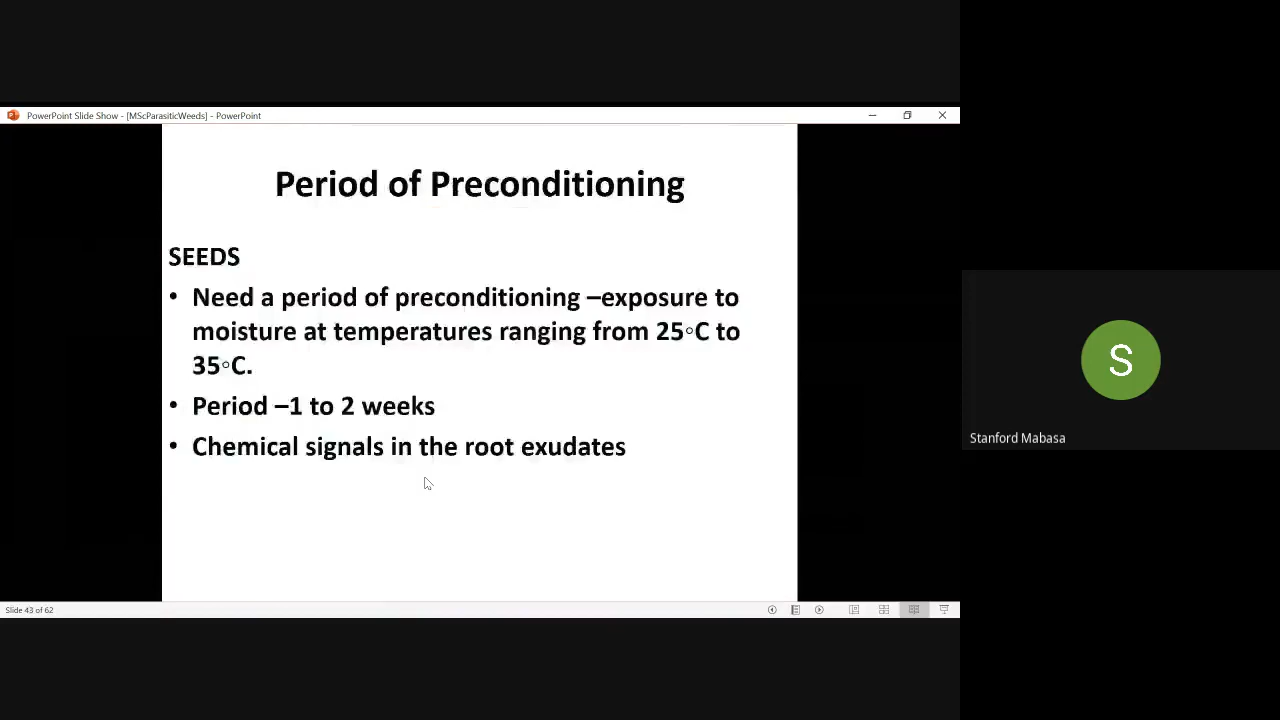 PowerPoint Slide Show - [MScParasiticWeeds] - PowerPoint
Period of Preconditioning
SEEDS
• Need a period of preconditioning –exposure to
moisture at temperatures ranging from 25◦C to
35◦C.
• Period –1 to 2 weeks
• Chemical signals in the root exudates
S
Stanford Mabasa
Slide 43 of 62